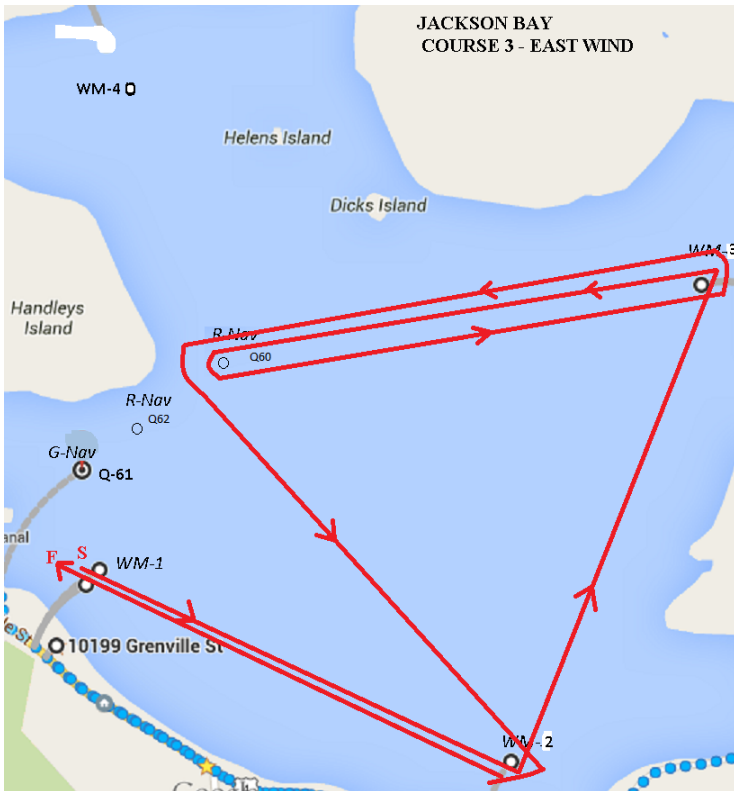 JACKSON BAY
COURSE 3 - EAST WIND
WM-4
Helens Island
Dicks Island
WM-3
Handleys
Island
R-Nav
Q60
R-Nav
Q62
G-Nav
Q-61
anal
F S WM-1
10199 Grenville St
WM-2